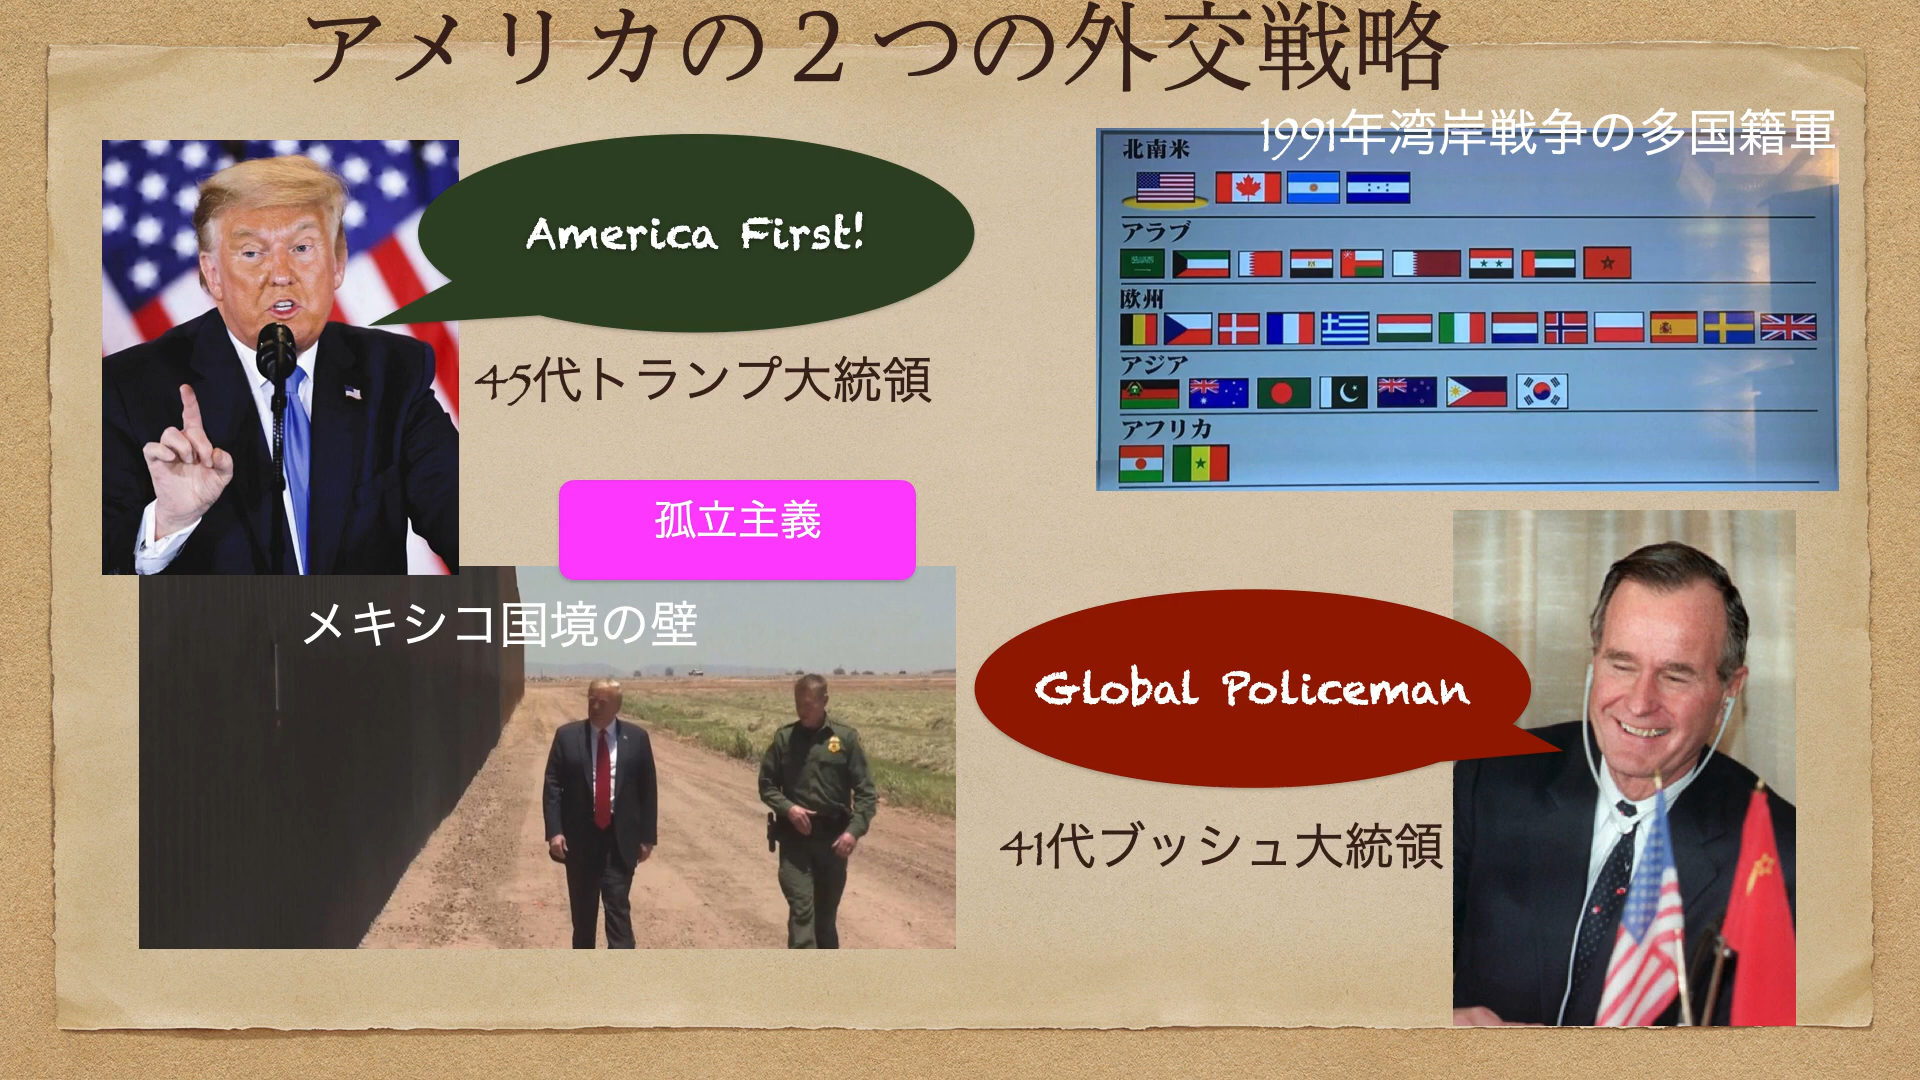 アメリカの２つの外交戦略
America First!
45代トランプ大統領
孤立主義
メキシコ国境の壁
1991年湾岸戦争の多国籍軍
北南米
アラブ
欧州
アジア
アフリカ
Global Policeman
41代ブッシュ大統領